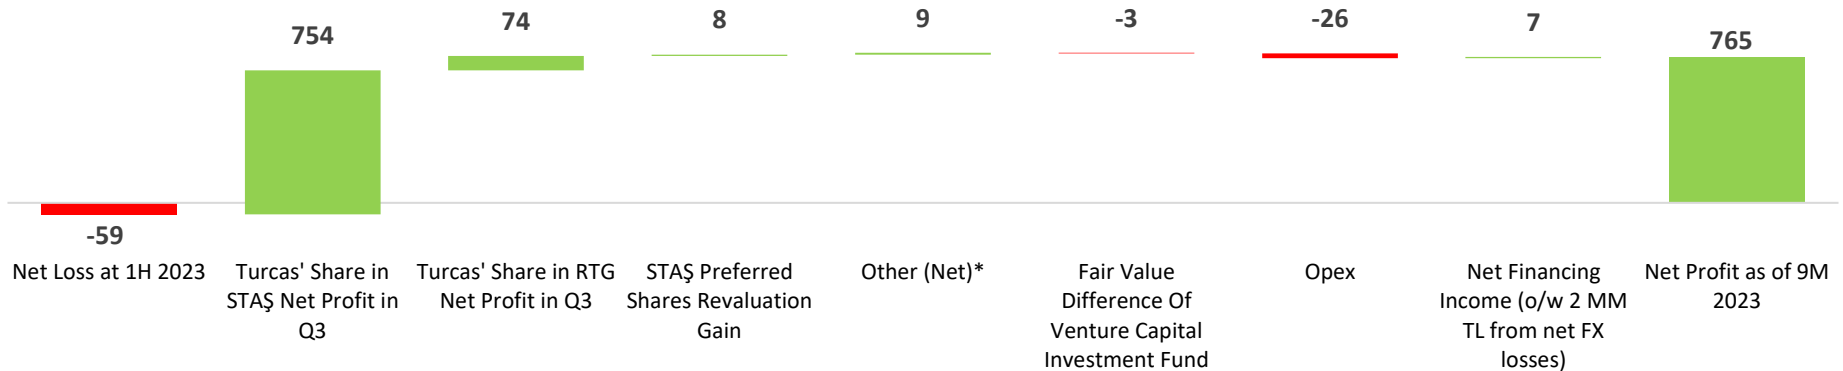 754
74
8
9
-3
-26
7
765
-59
Net Loss at 1H 2023
Turcas' Share in
STAŞ Net Profit in
Q3
Turcas' Share in RTG
Net Profit in Q3
STAŞ Preferred
Shares Revaluation
Gain
Other (Net)*
Fair Value
Difference Of
Venture Capital
Investment Fund
Opex
Net Financing
Income (o/w 2 MM
TL from net FX
losses)
Net Profit as of 9M
2023